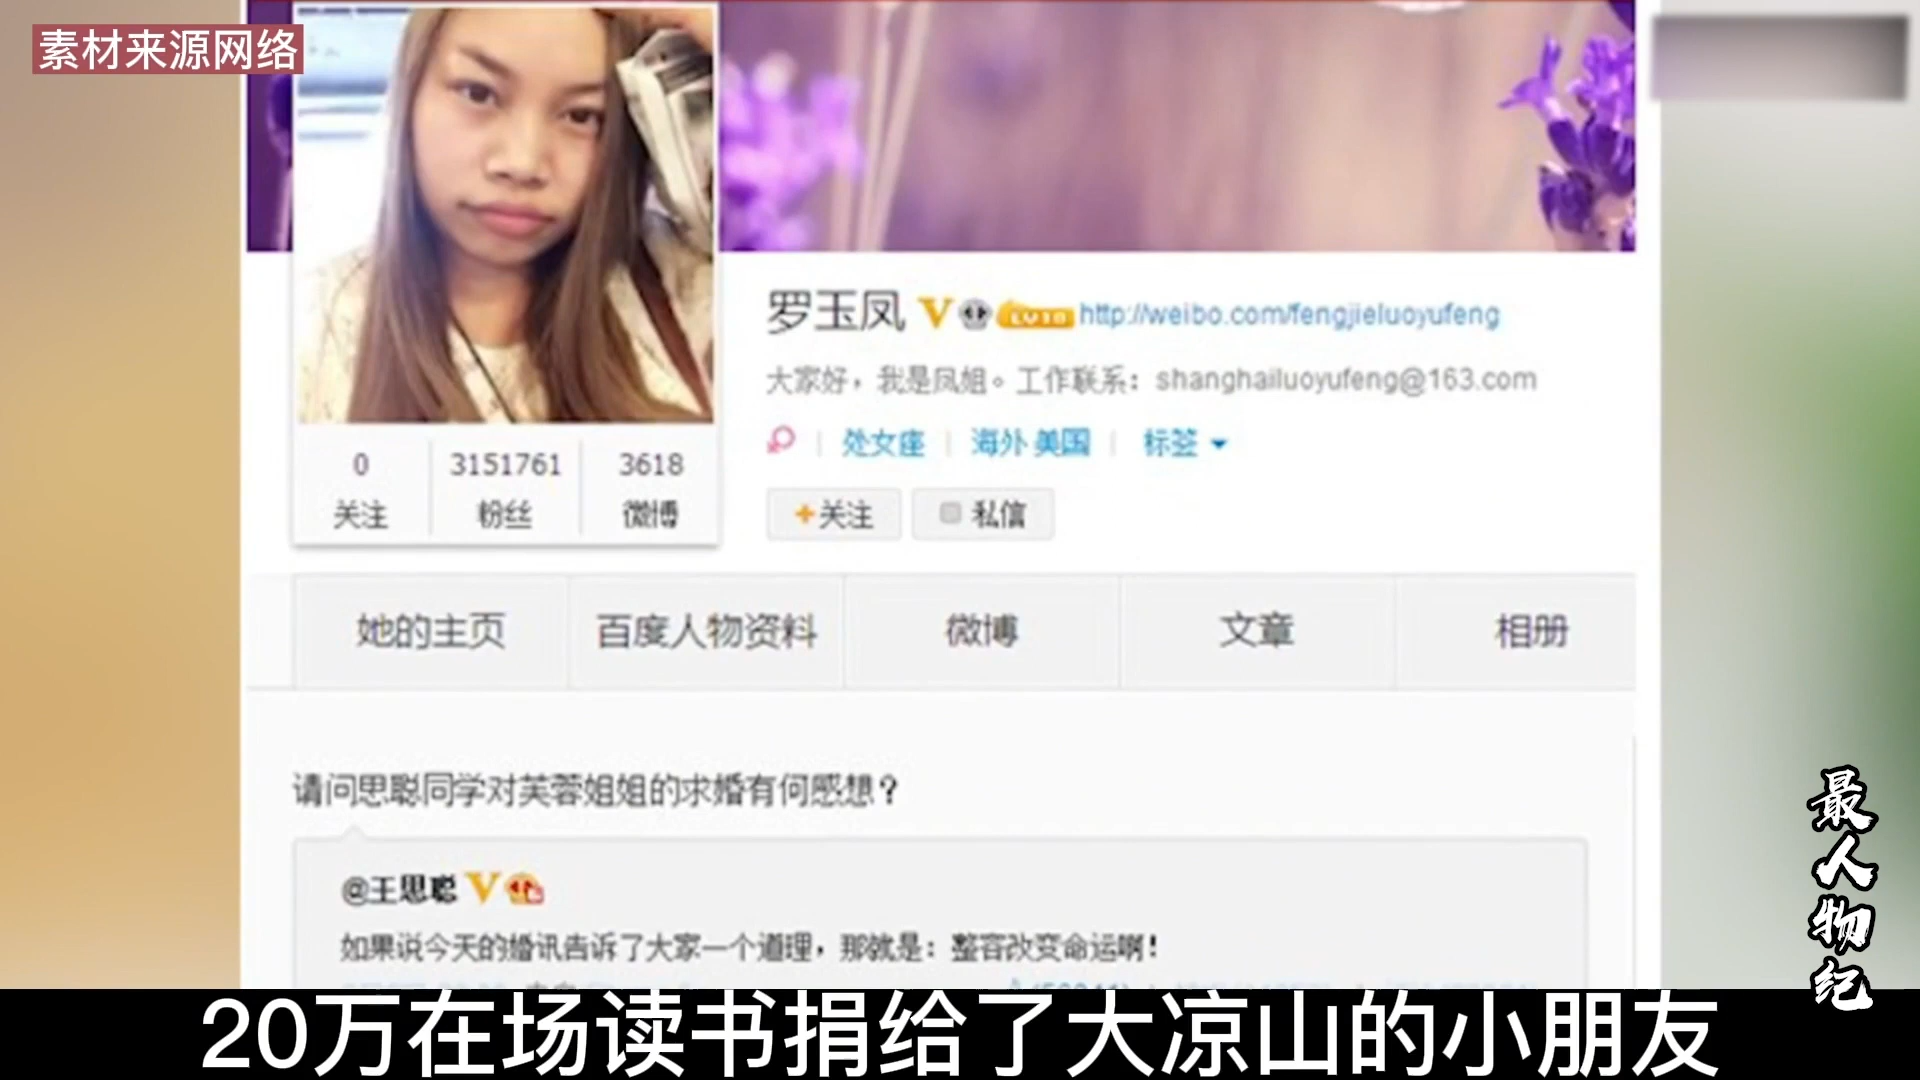 素材来源网络
罗玉凤 V LV18 http://weibo.com/fengjieluoyufeng
大家好，我是凤姐。工作联系：shanghailuoyufeng@163.com
处女座 | 海外 美国 | 标签
0 3151761 3618
关注 粉丝 微博
+关注 私信
她的主页 百度人物资料 微博 文章 相册
请问思聪同学对芙蓉姐姐的求婚有何感想？
@王思聪 V
如果说今天的婚讯告诉了大家一个道理，那就是：整容改变命运啊！
最人物纪
20万在场读书捐给了大凉山的小朋友